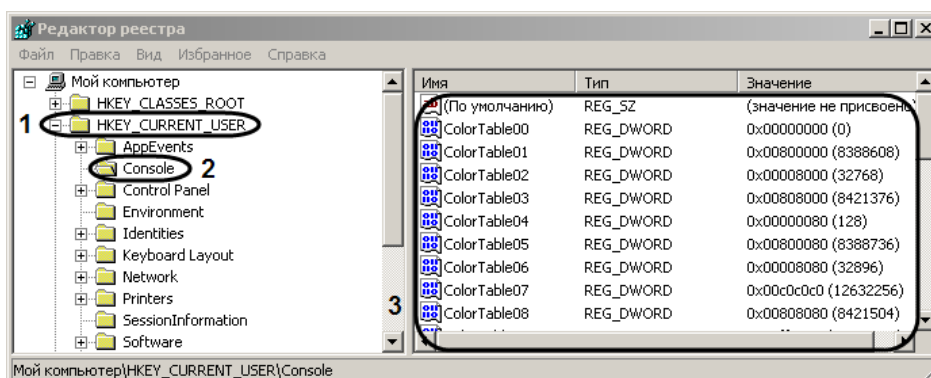 Редактор реестра
Файл Правка Вид Избранное Справка
Мой компьютер
HKEY_CLASSES_ROOT
1 HKEY_CURRENT_USER
AppEvents
Console 2
Control Panel
Environment
Identities
Keyboard Layout
Network
Printers
SessionInformation
Software
3
Имя Тип Значение
(По умолчанию) REG_SZ (значение не присвоено)
ColorTable00 REG_DWORD 0x00000000 (0)
ColorTable01 REG_DWORD 0x00800000 (8388608)
ColorTable02 REG_DWORD 0x00008000 (32768)
ColorTable03 REG_DWORD 0x00808000 (8421376)
ColorTable04 REG_DWORD 0x00000080 (128)
ColorTable05 REG_DWORD 0x00800080 (8388736)
ColorTable06 REG_DWORD 0x00008080 (32896)
ColorTable07 REG_DWORD 0x00c0c0c0 (12632256)
ColorTable08 REG_DWORD 0x00808080 (8421504)
Мой компьютер\HKEY_CURRENT_USER\Console